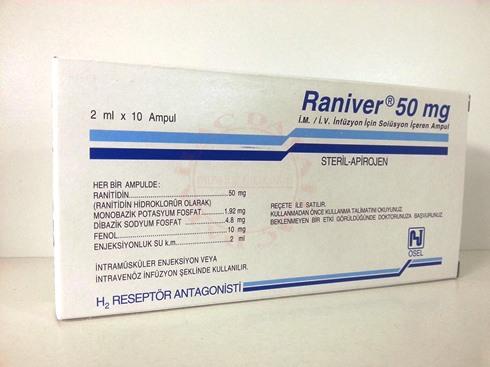 Raniver® 50 mg
2 ml x 10 Ampul
İ.M. / İ.V. İnfüzyon İçin Solüsyon İçeren Ampul
STERİL-APİROJEN
HER BİR AMPULDE:
RANİTİDİN..........................50 mg
(RANİTİDİN HİDROKLORÜR OLARAK)
MONOBAZİK POTASYUM FOSFAT..........1,92 mg
DİBAZİK SODYUM FOSFAT..........4.8 mg
FENOL..........................10 mg
ENJEKSİYONLUK SU k.m..........2 ml
REÇETE İLE SATILIR.
KULLANMADAN ÖNCE KULLANMA TALİMATINI OKUYUNUZ.
BEKLENMEYEN BİR ETKİ GÖRÜLDÜĞÜNDE DOKTORUNUZA BAŞVURUNUZ.
OSEL
İNTRAMÜSKÜLER ENJEKSİYON VEYA
İNTRAVENÖZ İNFÜZYON ŞEKLİNDE KULLANILIR.
H₂ RESEPTÖR ANTAGONİSTİ